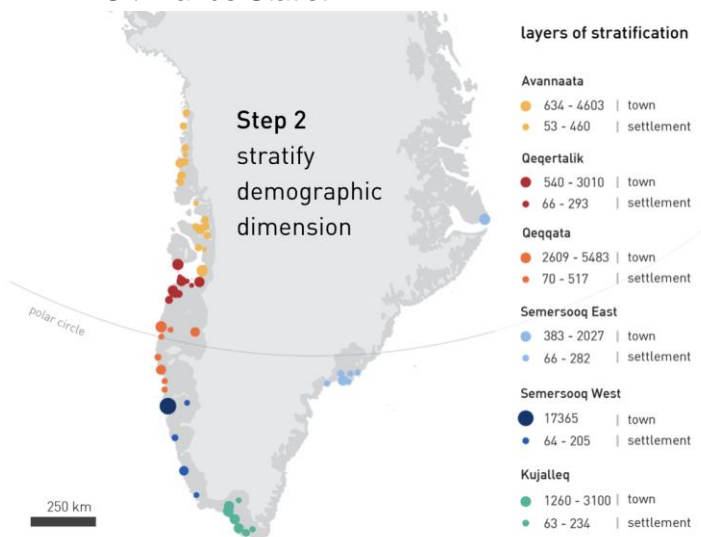 layers of stratification
Step 2
stratify
demographic
dimension
polar circle
250 km
Avannaata
634 - 4603 | town
53 - 460 | settlement
Qeqertalik
540 - 3010 | town
66 - 293 | settlement
Qeqqata
2609 - 5483 | town
70 - 517 | settlement
Semersooq East
383 - 2027 | town
66 - 282 | settlement
Semersooq West
17365 | town
64 - 205 | settlement
Kujalleq
1260 - 3100 | town
63 - 234 | settlement